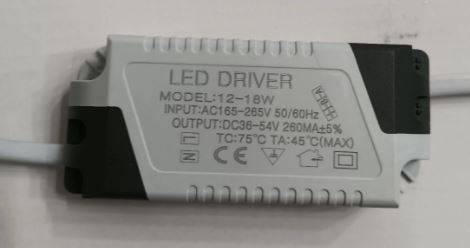 LED DRIVER
MODEL:12-18W
INPUT:AC165-265V 50/60Hz
OUTPUT:DC36-54V 260MA±5%
L TC:75℃ TA:45℃(MAX)
N CE